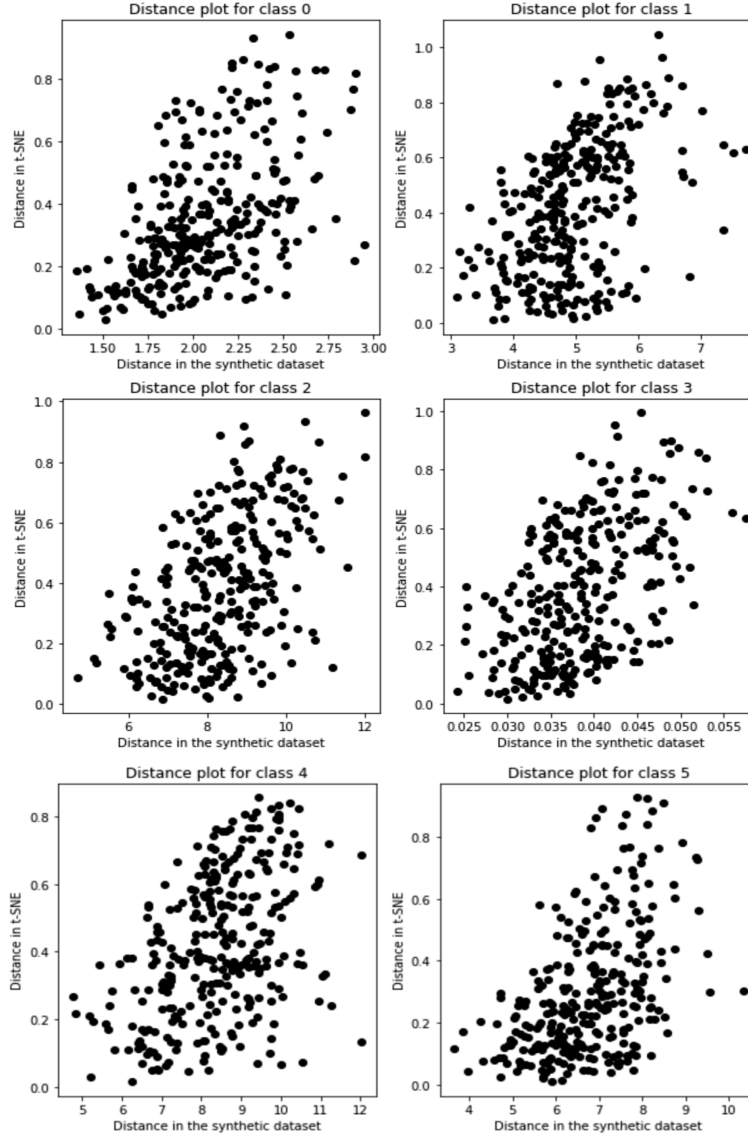 Distance plot for class 0
Distance in t-SNE
0.8
0.6
0.4
0.2
0.0
1.50 1.75 2.00 2.25 2.50 2.75 3.00
Distance in the synthetic dataset
Distance plot for class 1
Distance in t-SNE
1.0
0.8
0.6
0.4
0.2
0.0
3 4 5 6 7
Distance in the synthetic dataset
Distance plot for class 2
Distance in t-SNE
1.0
0.8
0.6
0.4
0.2
0.0
6 8 10 12
Distance in the synthetic dataset
Distance plot for class 3
Distance in t-SNE
1.0
0.8
0.6
0.4
0.2
0.0
0.025 0.030 0.035 0.040 0.045 0.050 0.055
Distance in the synthetic dataset
Distance plot for class 4
Distance in t-SNE
0.8
0.6
0.4
0.2
0.0
5 6 7 8 9 10 11 12
Distance in the synthetic dataset
Distance plot for class 5
Distance in t-SNE
0.8
0.6
0.4
0.2
0.0
4 5 6 7 8 9 10
Distance in the synthetic dataset